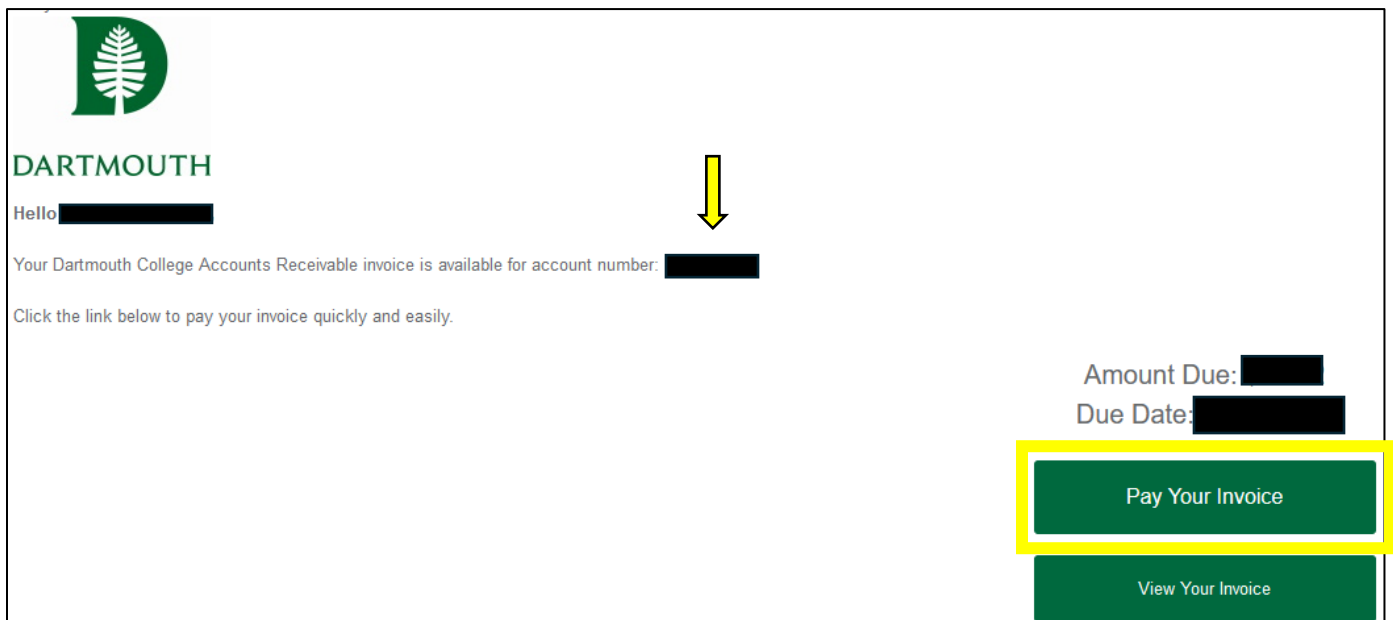 D
DARTMOUTH
Hello
Your Dartmouth College Accounts Receivable invoice is available for account number:
Click the link below to pay your invoice quickly and easily.
Amount Due:
Due Date:
Pay Your Invoice
View Your Invoice